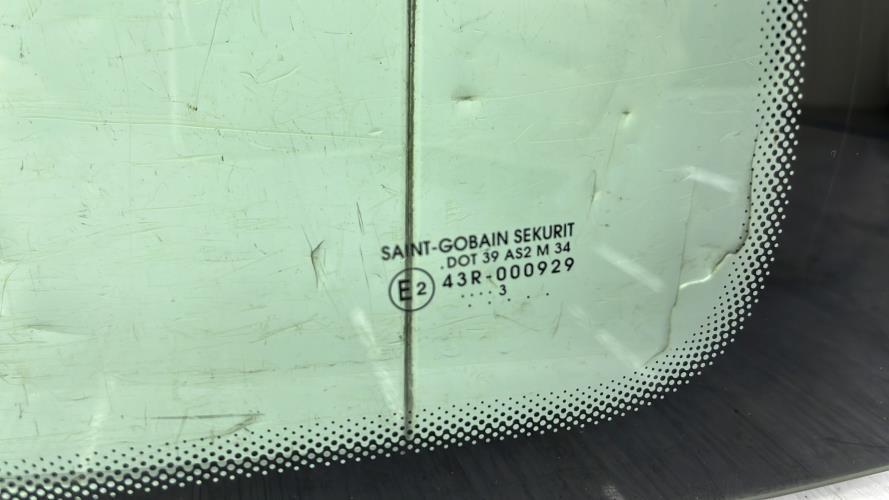 SAINT-GOBAIN SEKURIT
.DOT 39 AS2 M 34
E2 43R-000929
.... 3 ......